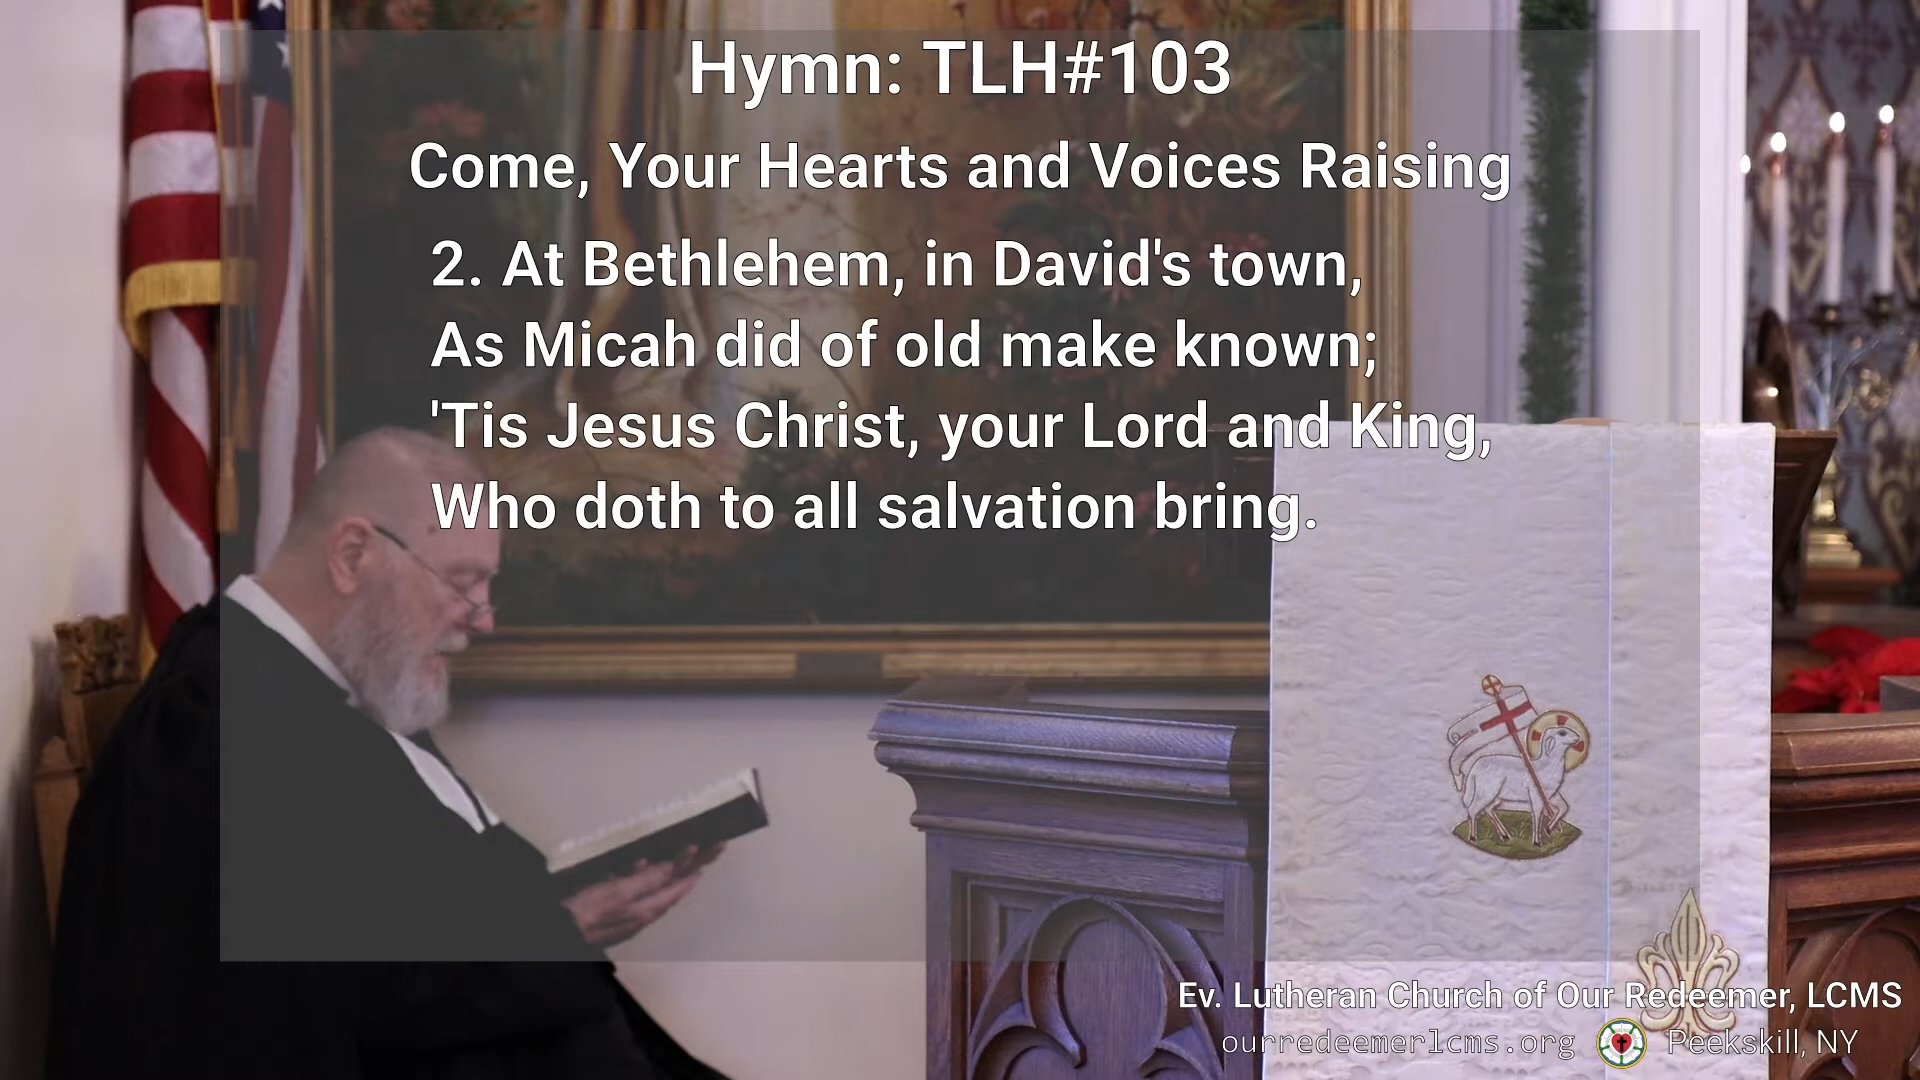 Hymn: TLH#103
Come, Your Hearts and Voices Raising
2. At Bethlehem, in David's town,
As Micah did of old make known;
'Tis Jesus Christ, your Lord and King,
Who doth to all salvation bring.
Ev. Lutheran Church of Our Redeemer, LCMS
ourredeemerlcms.org Peekskill, NY